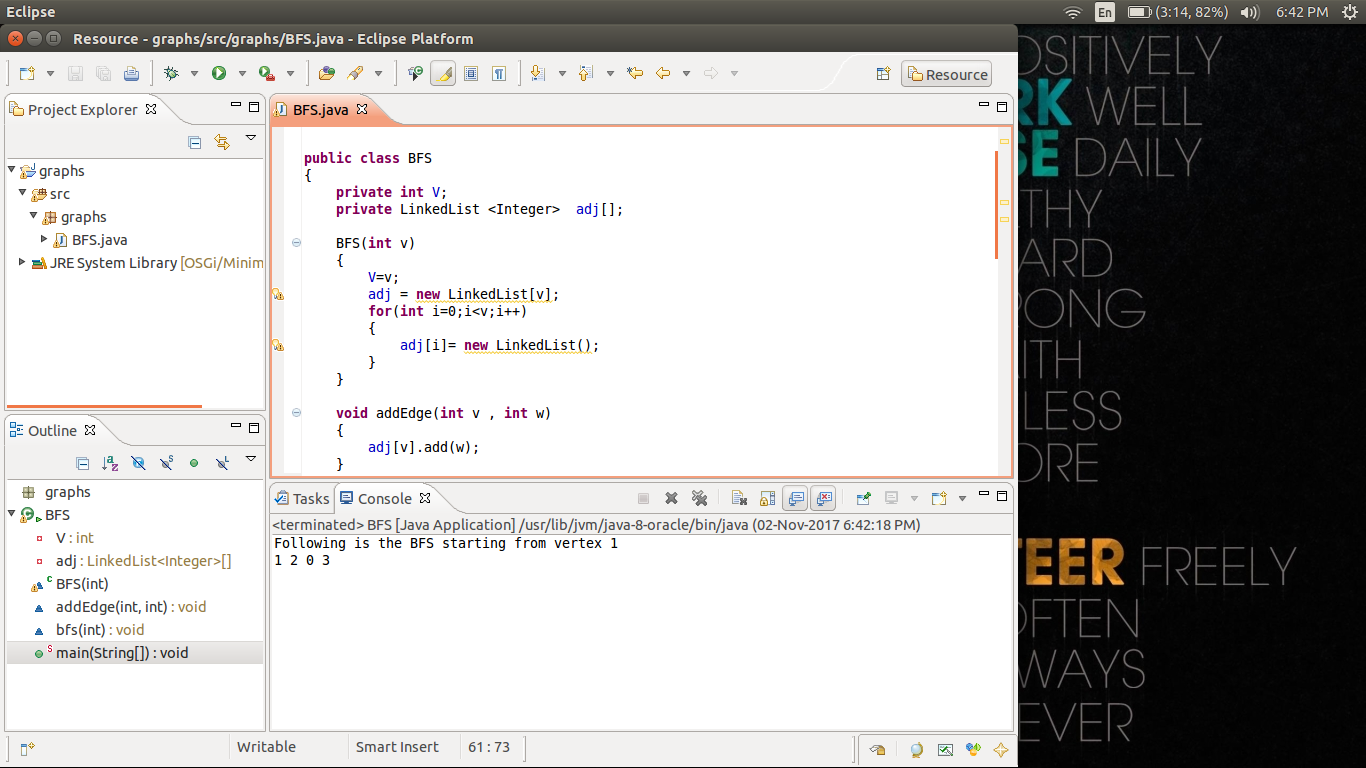 Eclipse
En
(3:14, 82%)
6:42 PM
Resource - graphs/src/graphs/BFS.java - Eclipse Platform
Resource
Project Explorer
graphs
src
graphs
BFS.java
JRE System Library [OSGi/Minim
BFS.java
public class BFS
{
private int V;
private LinkedList <Integer>  adj[];
BFS(int v)
{
V=v;
adj = new LinkedList[v];
for(int i=0;i<v;i++)
{
adj[i]= new LinkedList();
}
}
void addEdge(int v , int w)
{
adj[v].add(w);
}
Outline
graphs
BFS
V : int
adj : LinkedList<Integer>[]
BFS(int)
addEdge(int, int) : void
bfs(int) : void
main(String[]) : void
Tasks
Console
<terminated> BFS [Java Application] /usr/lib/jvm/java-8-oracle/bin/java (02-Nov-2017 6:42:18 PM)
Following is the BFS starting from vertex 1
1 2 0 3
Writable
Smart Insert
61 : 73
OSITIVELY
RK WELL
SE DAILY
THY
ARD
RONG
ITH
LESS
ORE
TEER FREELY
OFTEN
WAYS
EVER